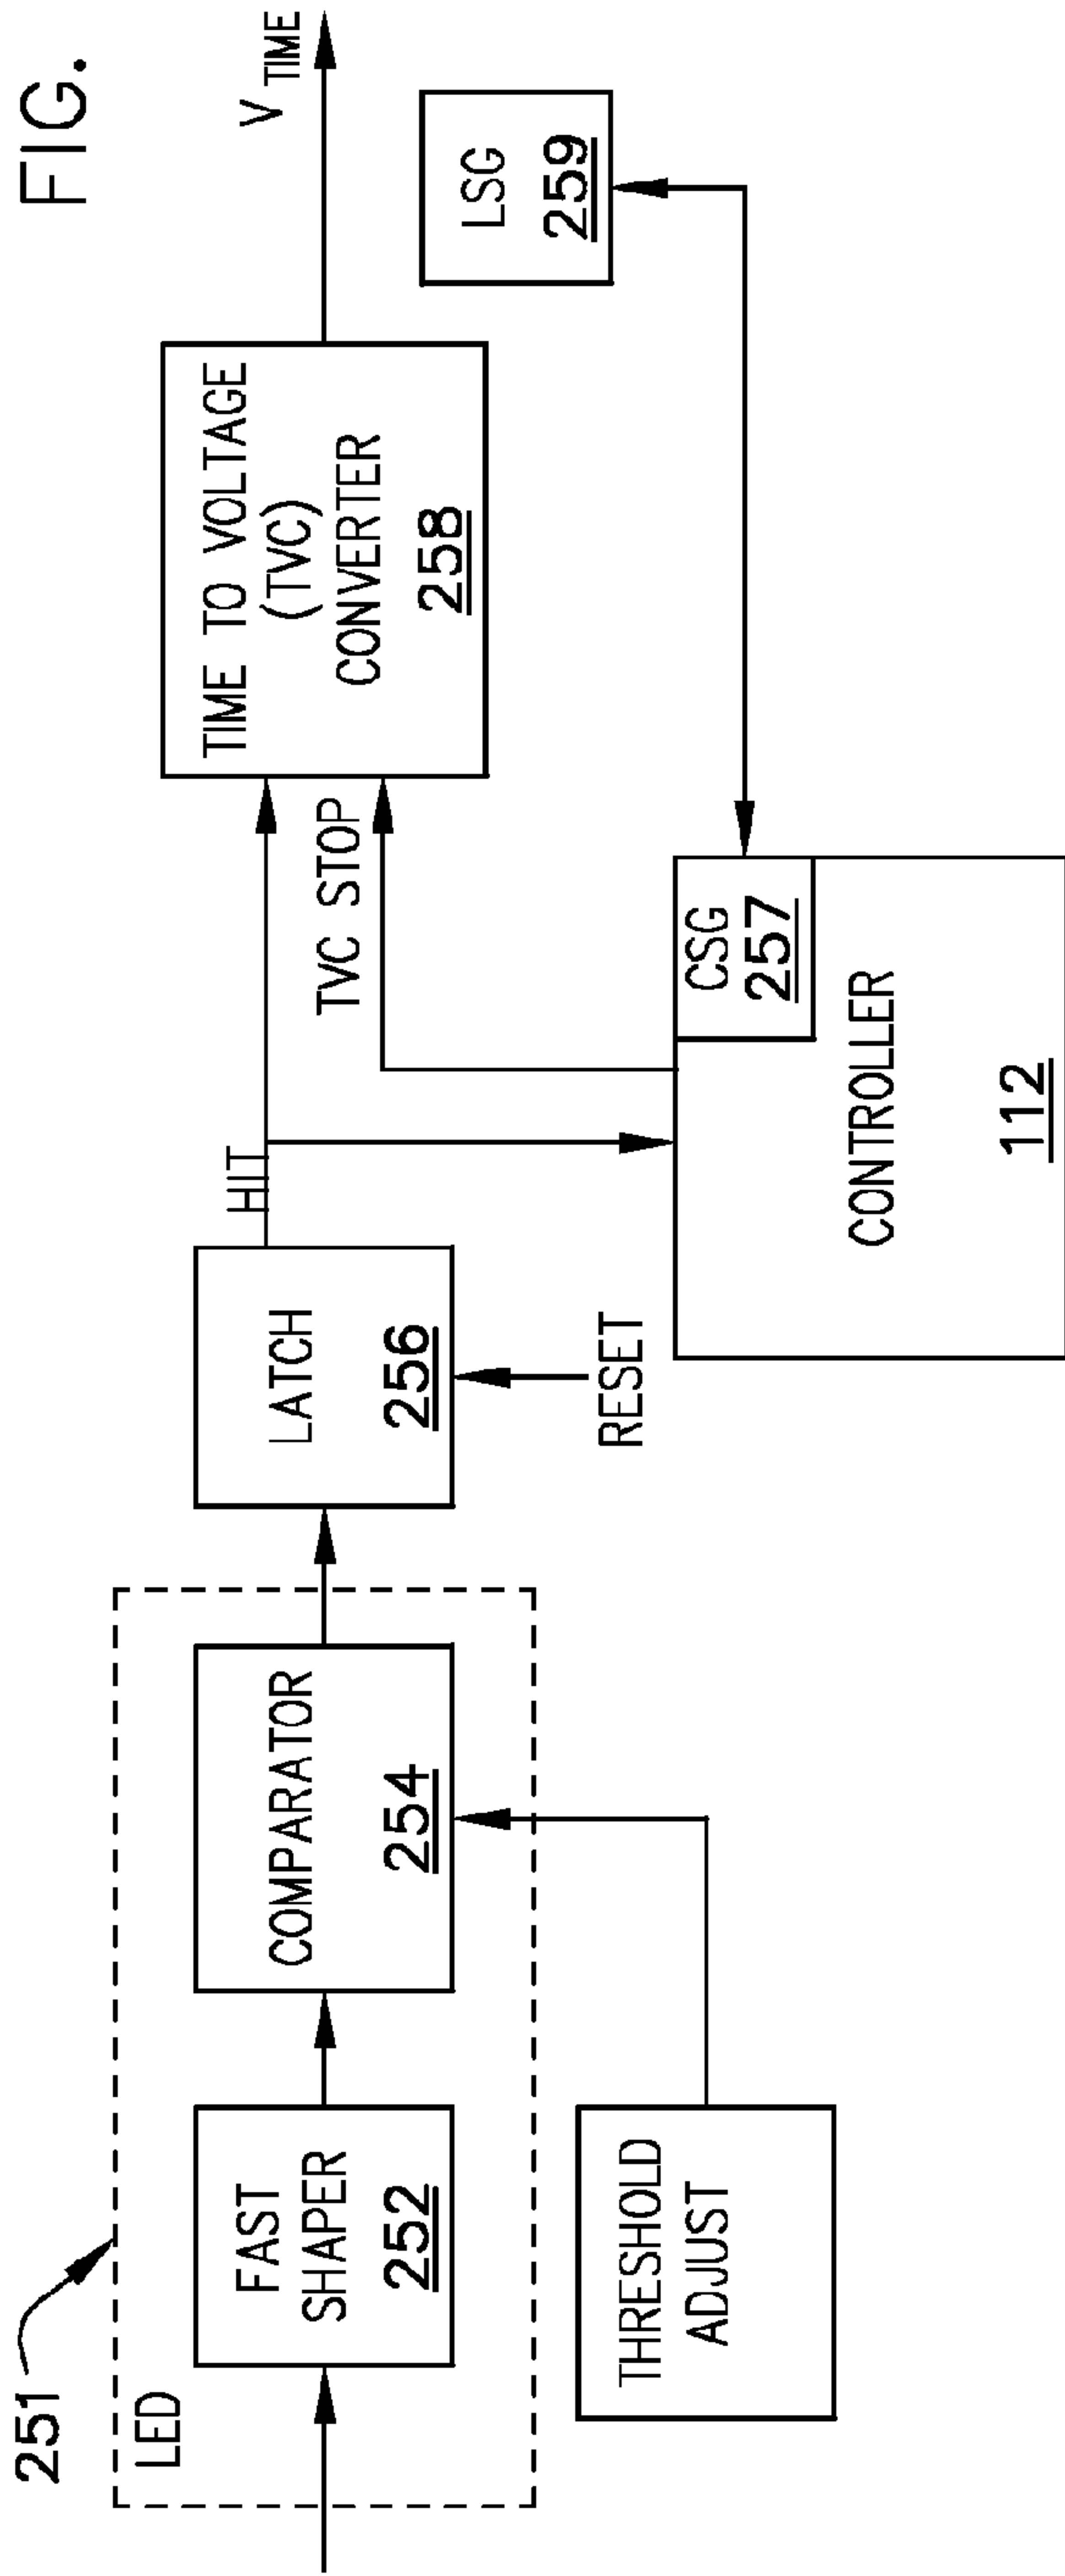 FIG.
251
LED
FAST
SHAPER
252
COMPARATOR
254
THRESHOLD
ADJUST
LATCH
256
RESET
HIT
TVC STOP
TIME TO VOLTAGE
(TVC)
CONVERTER
258
V TIME
LSG
259
CSG
257
CONTROLLER
112